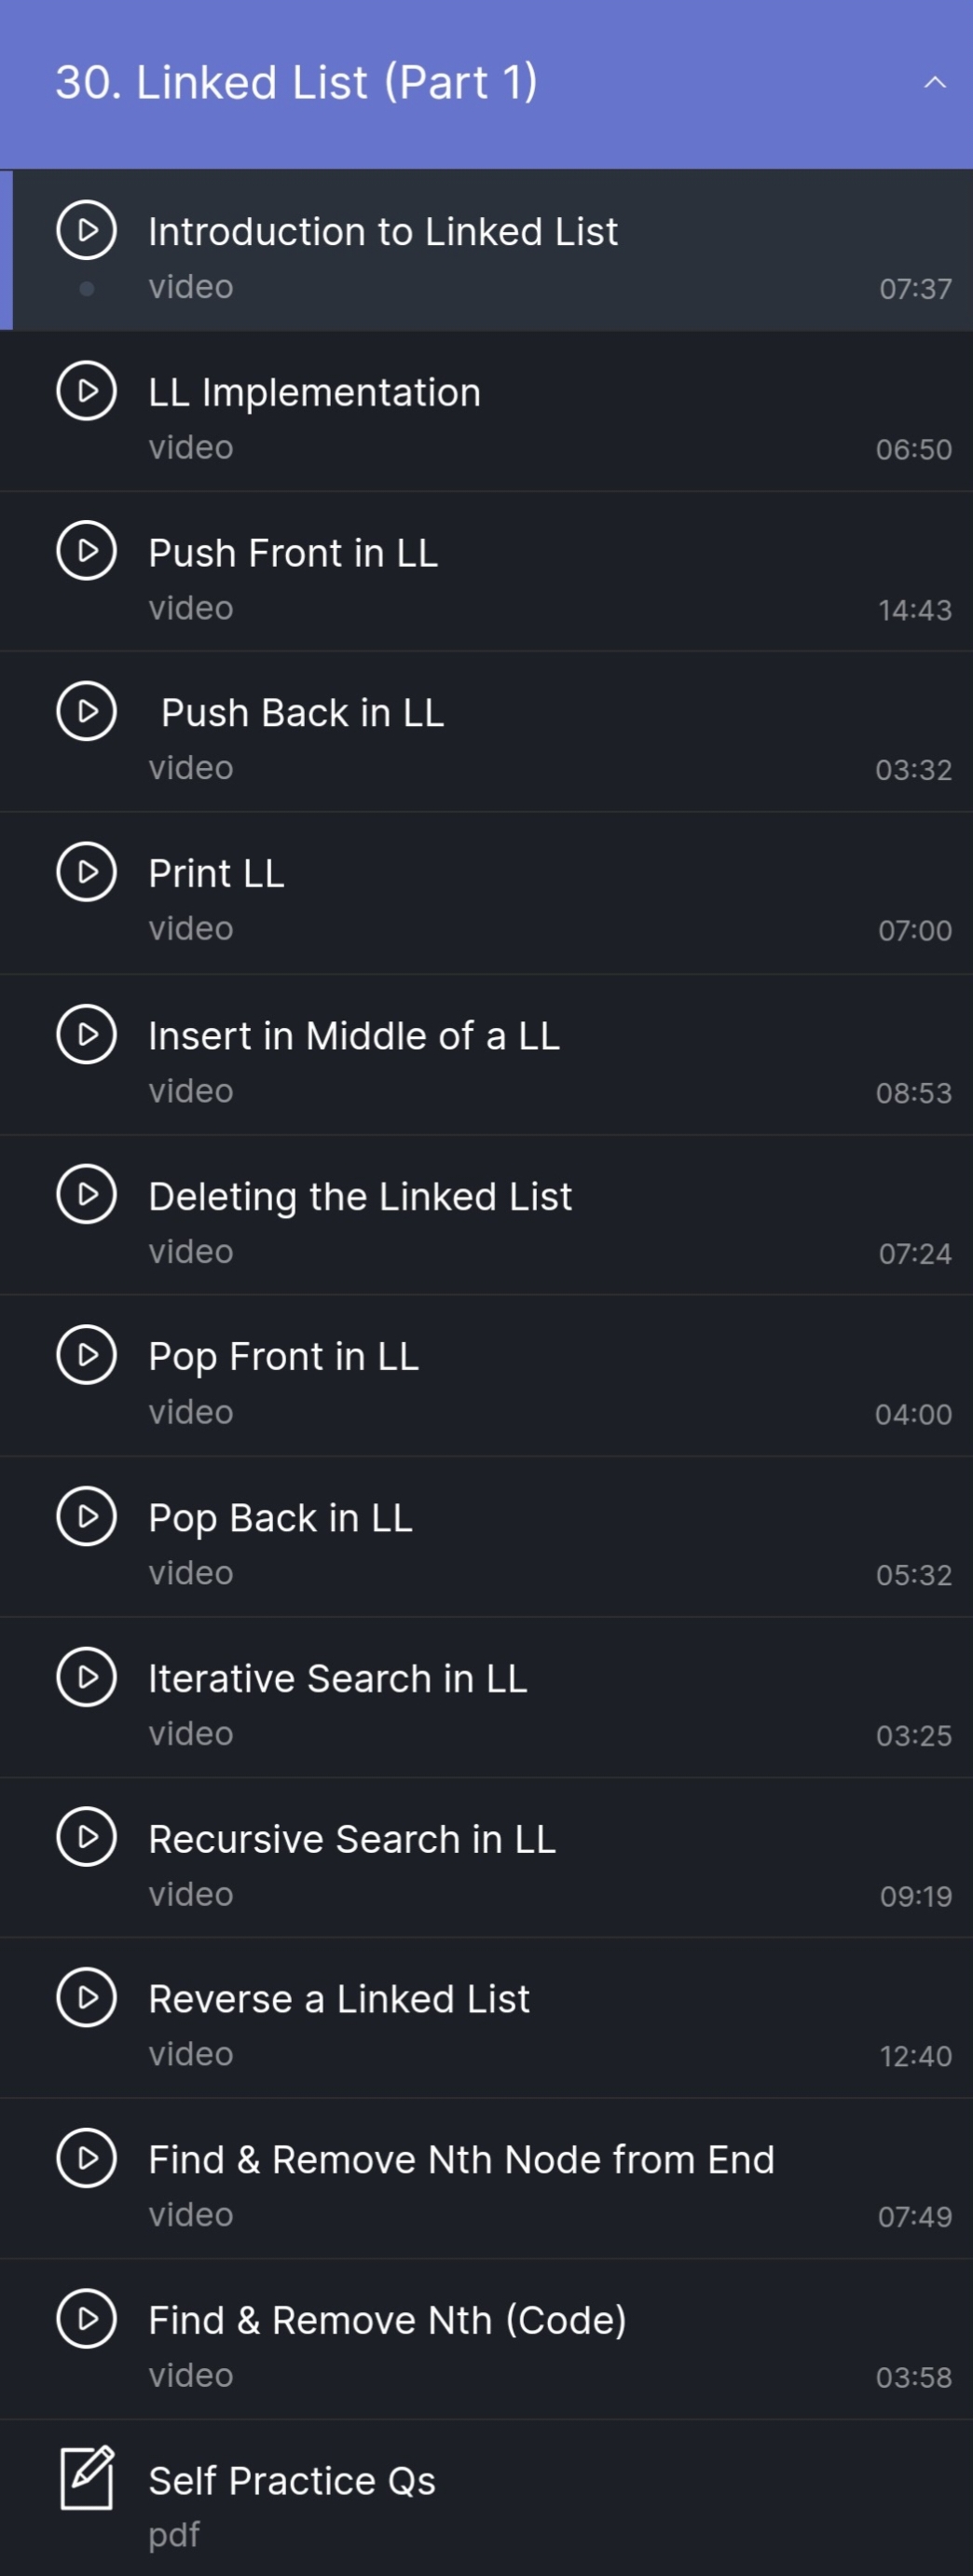 30. Linked List (Part 1)
Introduction to Linked List
video
07:37
LL Implementation
video
06:50
Push Front in LL
video
14:43
Push Back in LL
video
03:32
Print LL
video
07:00
Insert in Middle of a LL
video
08:53
Deleting the Linked List
video
07:24
Pop Front in LL
video
04:00
Pop Back in LL
video
05:32
Iterative Search in LL
video
03:25
Recursive Search in LL
video
09:19
Reverse a Linked List
video
12:40
Find & Remove Nth Node from End
video
07:49
Find & Remove Nth (Code)
video
03:58
Self Practice Qs
pdf